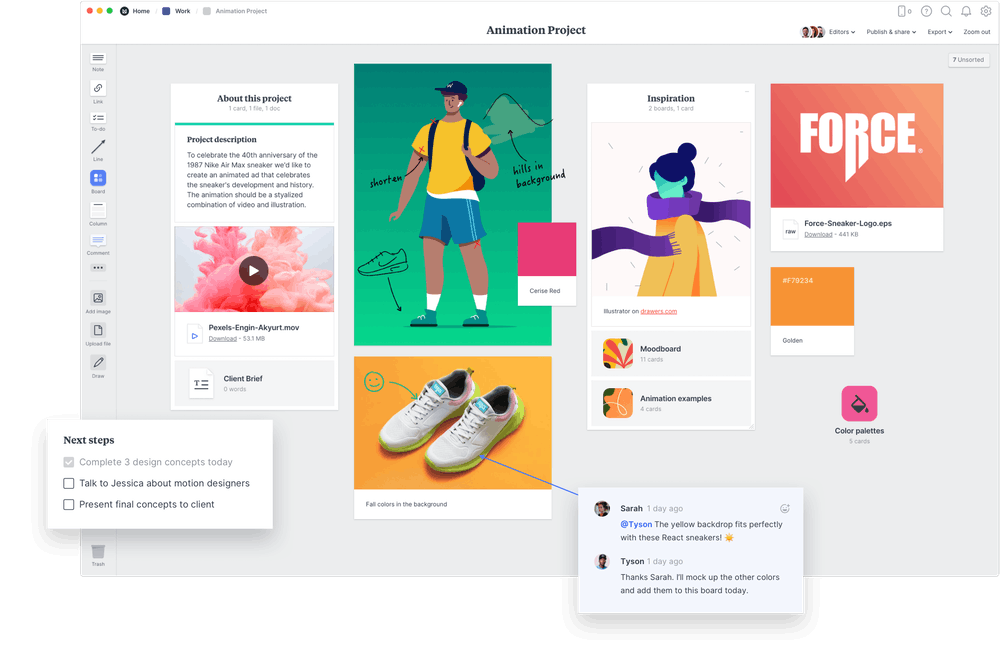 Home
Work
Animation Project
0
Animation Project
Editors
Publish & share
Export
Zoom out
7 Unsorted
Note
Link
To-do
Line
Board
Column
Comment
Add image
Upload file
Draw
Trash
About this project
1 card, 1 file, 1 doc
Project description
To celebrate the 40th anniversary of the
1987 Nike Air Max sneaker we'd like to
create an animated ad that celebrates
the sneaker's development and history.
The animation should be a stylized
combination of video and illustration.
Pexels-Engin-Akyurt.mov
Download - 53.1 MB
Client Brief
0 words
shorten
hills in
background
Cerise Red
Fall colors in the background
Inspiration
2 boards, 1 card
Illustrator on drawers.com
Moodboard
11 cards
Animation examples
4 cards
FORCE.
raw
Force-Sneaker-Logo.eps
Download - 441 KB
#F79234
Golden
Color palettes
5 cards
Next steps
Complete 3 design concepts today
Talk to Jessica about motion designers
Present final concepts to client
Sarah 1 day ago
@Tyson The yellow backdrop fits perfectly
with these React sneakers! ☀️
Tyson 1 day ago
Thanks Sarah. I'll mock up the other colors
and add them to this board today.